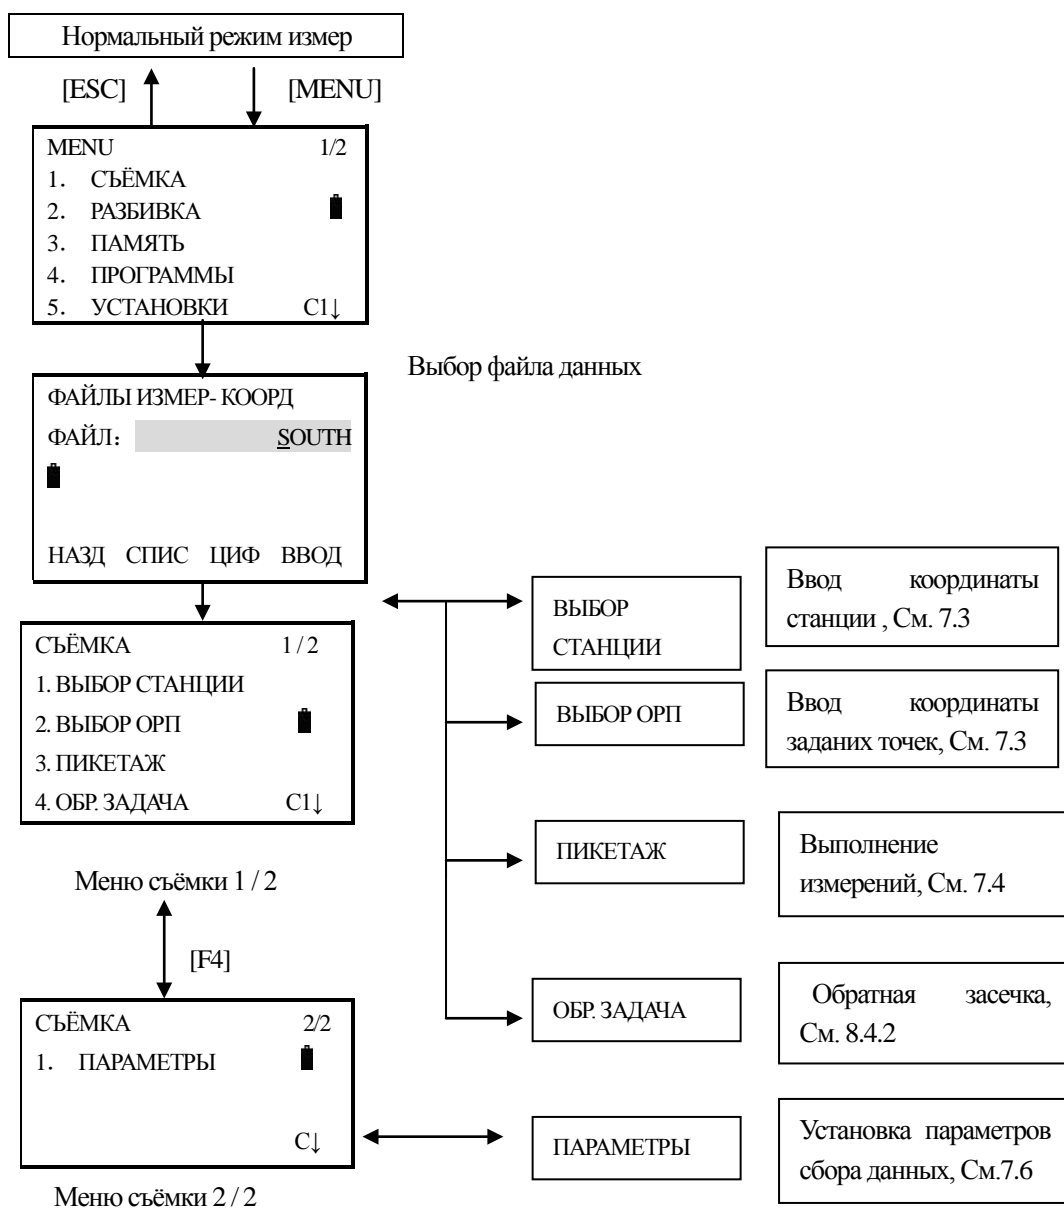 Нормальный режим измер
[ESC] [MENU]
MENU 1/2
1. СЪЁМКА
2. РАЗБИВКА
3. ПАМЯТЬ
4. ПРОГРАММЫ
5. УСТАНОВКИ С1↓
Выбор файла данных
ФАЙЛЫ ИЗМЕР- КООРД
ФАЙЛ: SOUTH
НАЗД СПИС ЦИФ ВВОД
СЪЁМКА 1 / 2
1. ВЫБОР СТАНЦИИ
2. ВЫБОР ОРП
3. ПИКЕТАЖ
4. ОБР. ЗАДАЧА С1↓
Меню съёмки 1 / 2
[F4]
СЪЁМКА 2/2
1. ПАРАМЕТРЫ
С↓
Меню съёмки 2 / 2
ВЫБОР
СТАНЦИИ
Ввод координаты
станции , См. 7.3
ВЫБОР ОРП
Ввод координаты
заданих точек, См. 7.3
ПИКЕТАЖ
Выполнение
измерений, См. 7.4
ОБР. ЗАДАЧА
Обратная засечка,
См. 8.4.2
ПАРАМЕТРЫ
Установка параметров
сбора данных, См.7.6